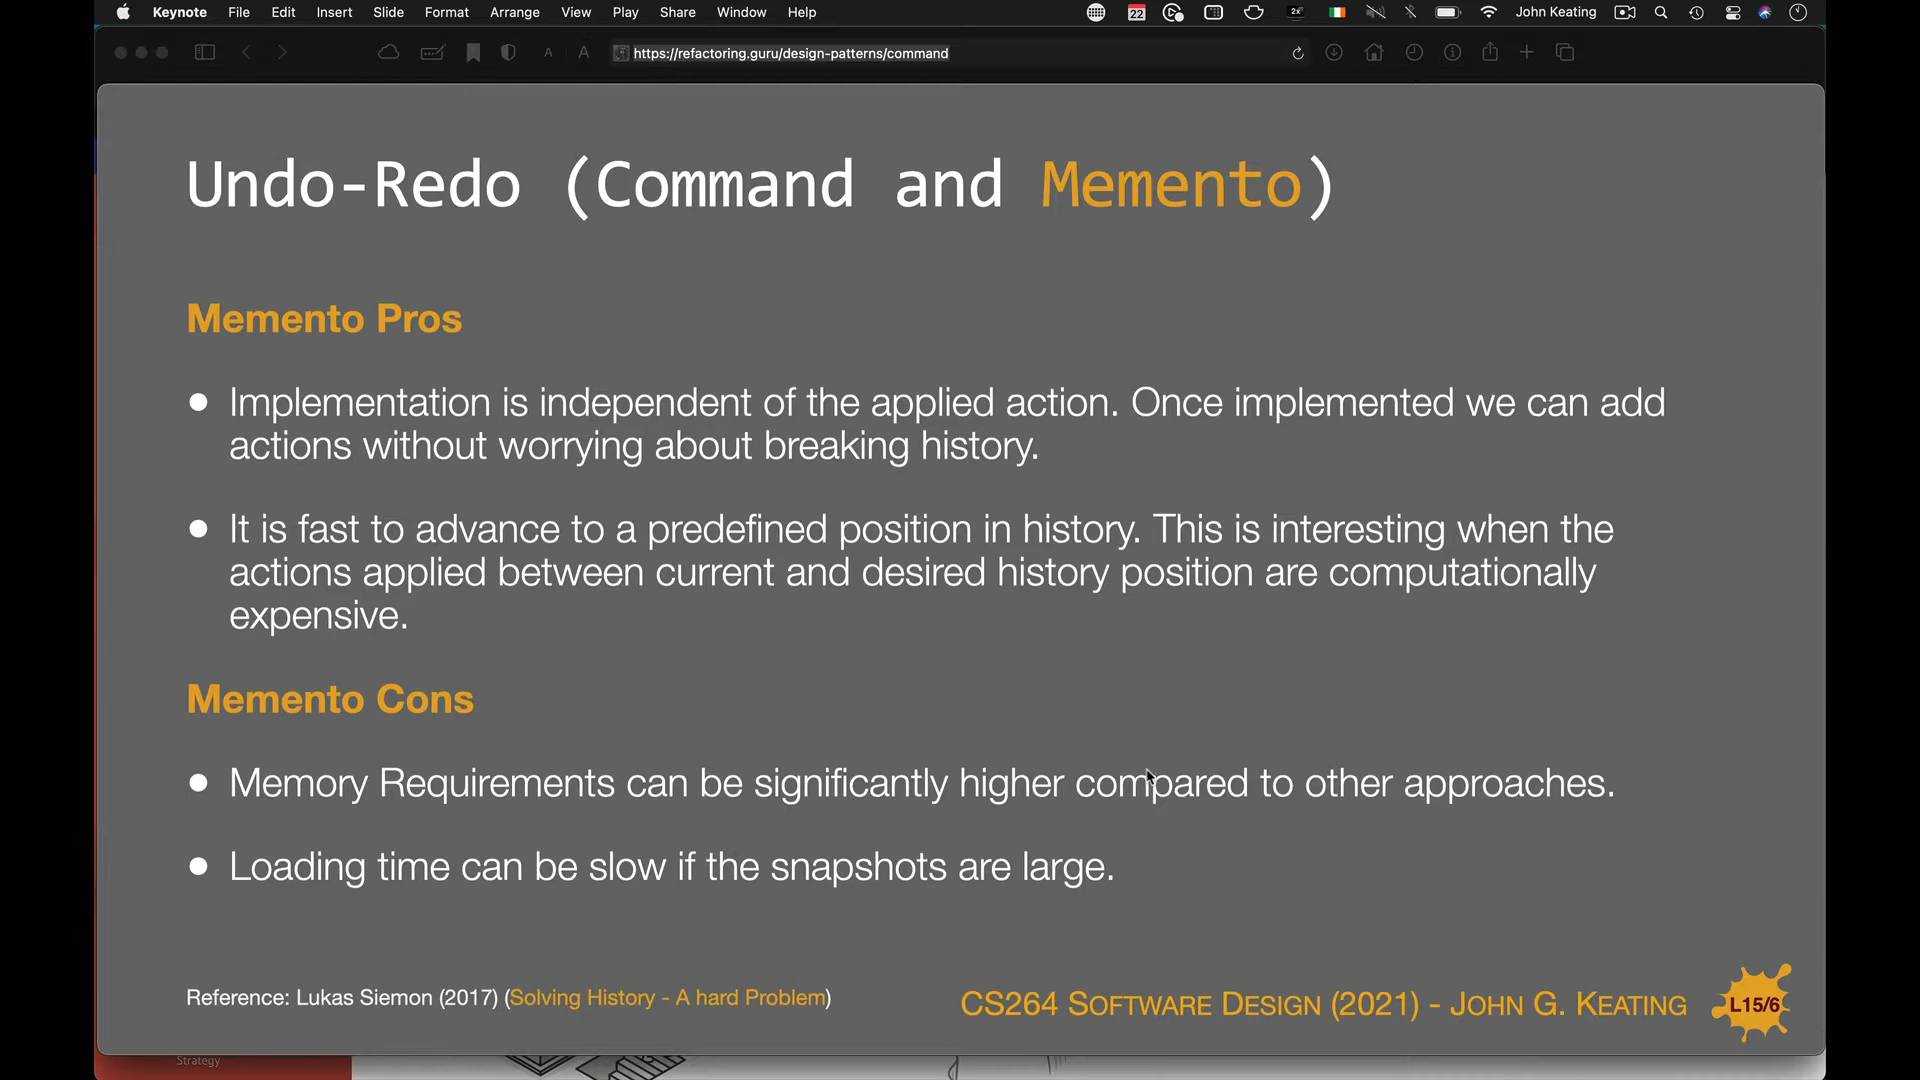 Keynote File Edit Insert Slide Format Arrange View Play Share Window Help 22 2x John Keating
A A https://refactoring.guru/design-patterns/command
Undo-Redo (Command and Memento)
Memento Pros
Implementation is independent of the applied action. Once implemented we can add
actions without worrying about breaking history.
It is fast to advance to a predefined position in history. This is interesting when the
actions applied between current and desired history position are computationally
expensive.
Memento Cons
Memory Requirements can be significantly higher compared to other approaches.
Loading time can be slow if the snapshots are large.
Reference: Lukas Siemon (2017) (Solving History - A hard Problem)
CS264 Software Design (2021) - John G. Keating
L15/6
Strategy